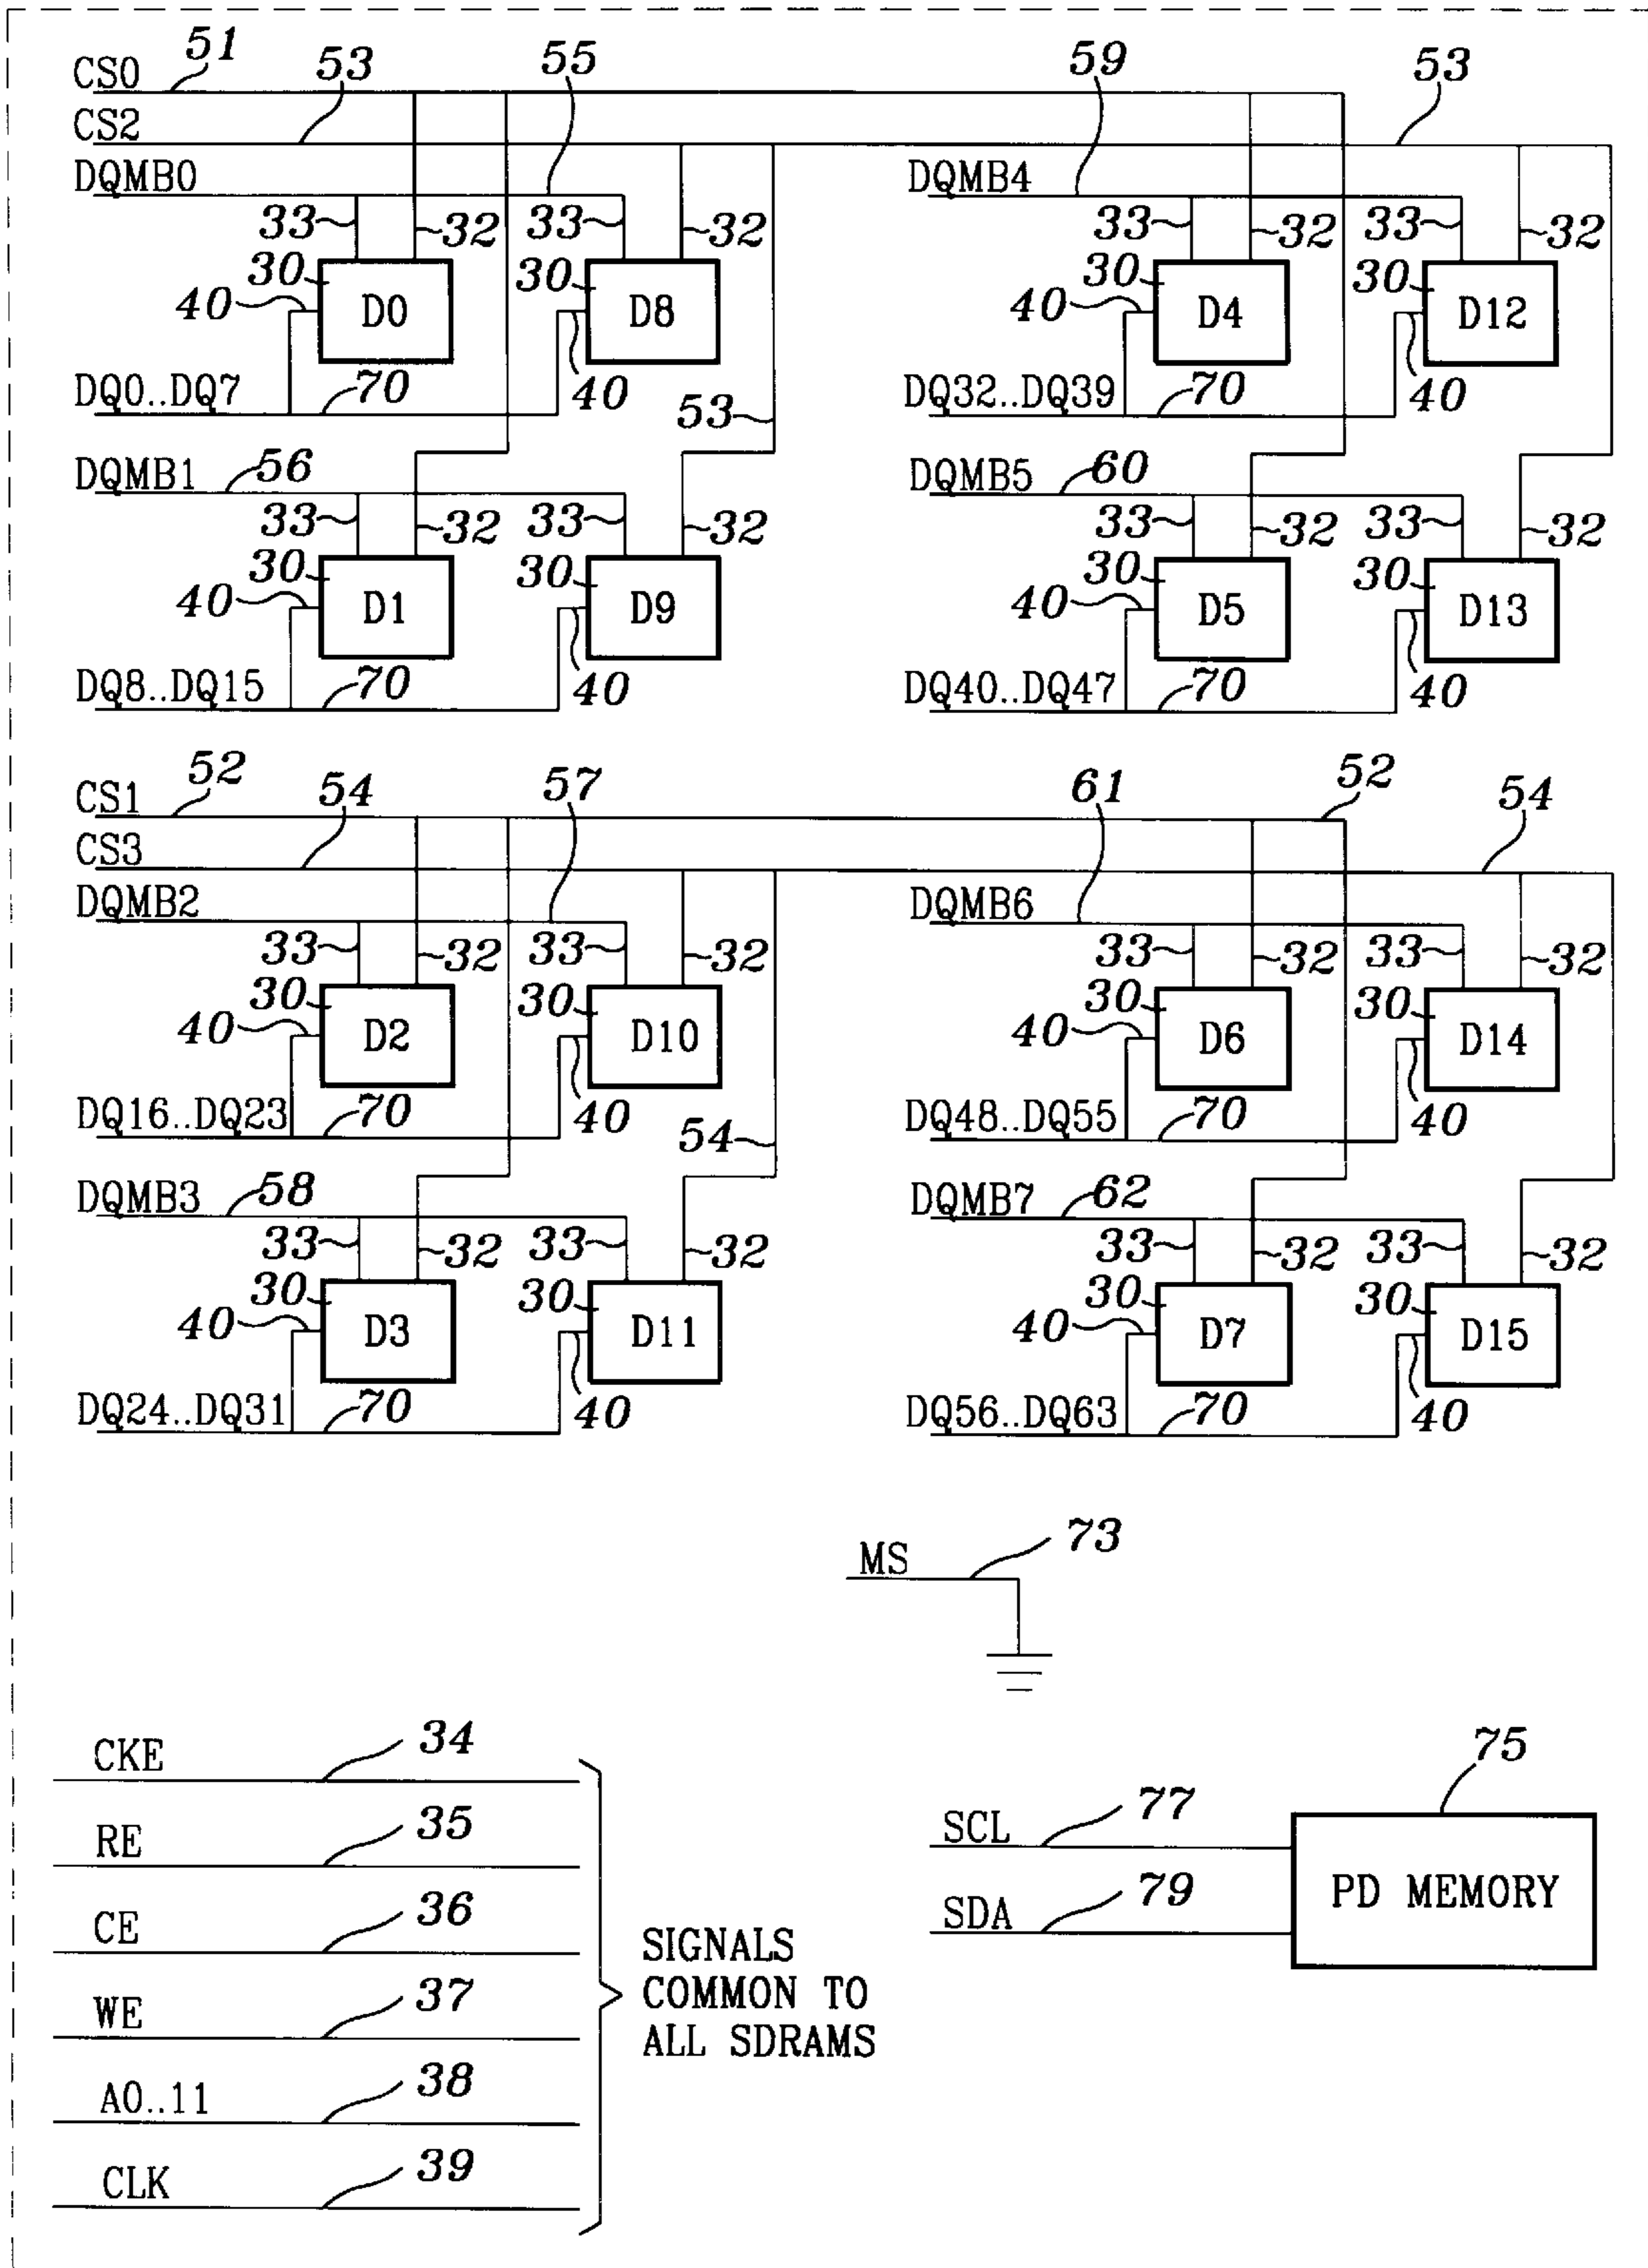 51
CS0
53
55
59
53
CS2
DQMB0
DQMB4
33
32
33
32
33
32
33
32
30
30
30
30
40
D0
D8
40
D4
D12
DQ0..DQ7
70
40
53
DQ32..DQ39
70
40
DQMB1
56
DQMB5
60
33
32
33
32
33
32
33
32
30
30
30
30
40
D1
D9
40
D5
D13
DQ8..DQ15
70
40
DQ40..DQ47
70
40
CS1
52
54
57
61
52
54
CS3
DQMB2
DQMB6
33
32
33
32
33
32
33
32
30
30
30
30
40
D2
D10
40
D6
D14
DQ16..DQ23
70
40
54
DQ48..DQ55
70
40
DQMB3
58
DQMB7
62
33
32
33
32
33
32
33
32
30
30
30
30
40
D3
D11
40
D7
D15
DQ24..DQ31
70
40
DQ56..DQ63
70
40
MS
73
CKE
34
RE
35
CE
36
WE
37
A0..11
38
CLK
39
SIGNALS
COMMON TO
ALL SDRAMS
75
SCL
77
SDA
79
PD MEMORY